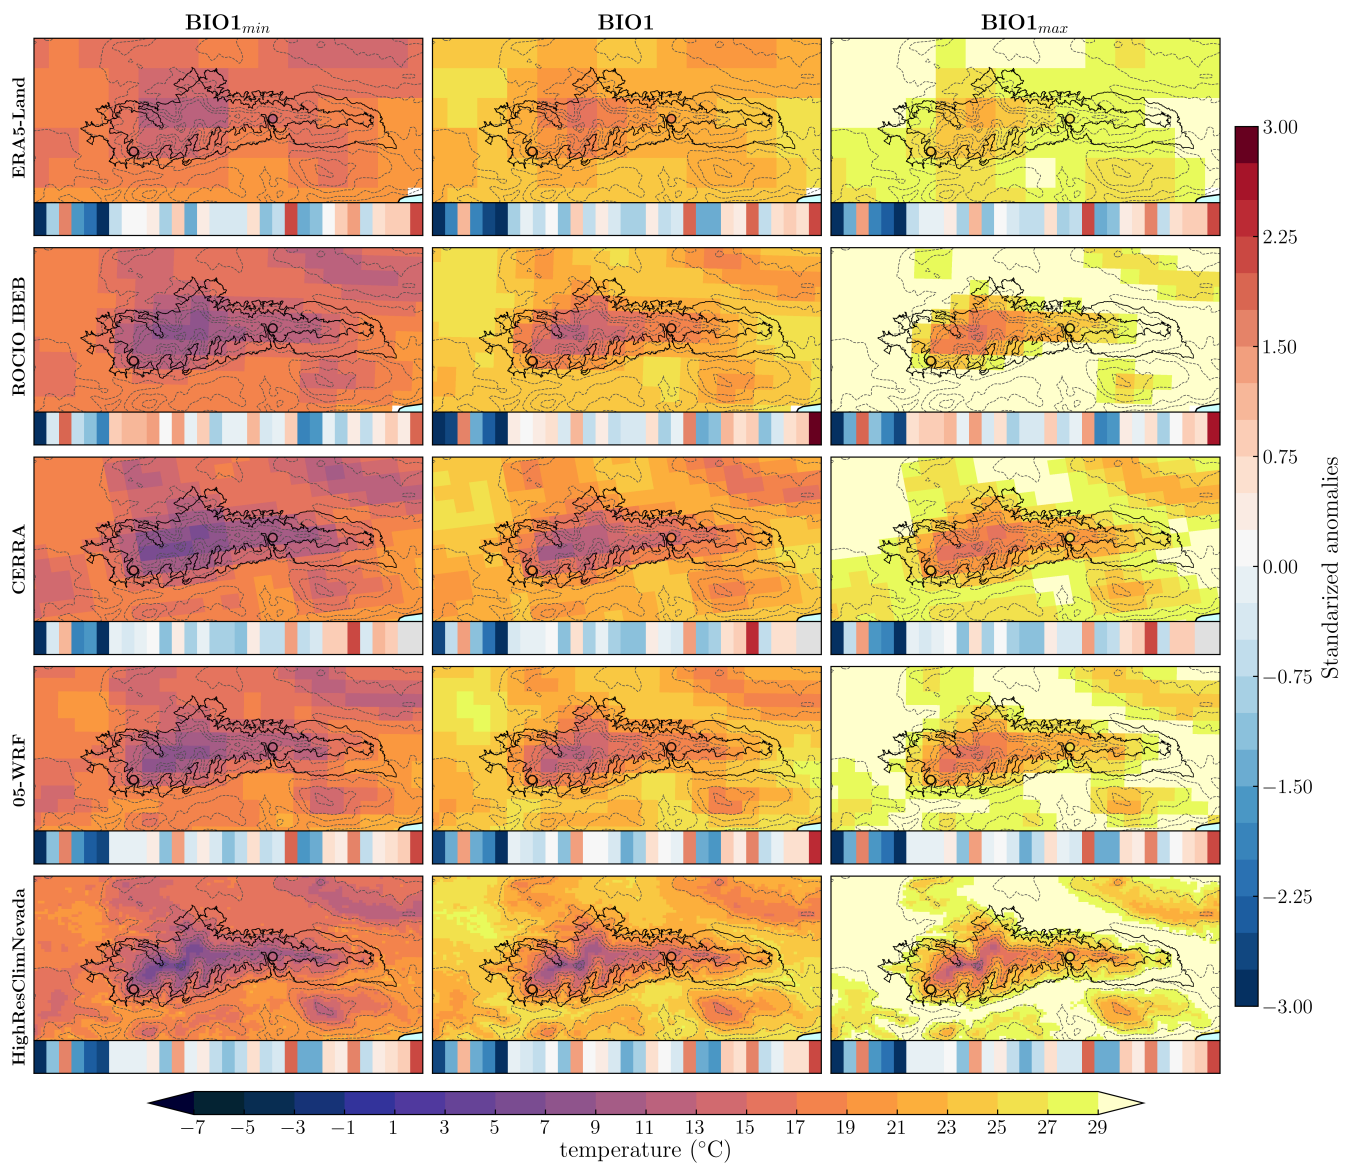 BIO1min
BIO1
BIO1max
ERA5-Land
ROCIO IBEB
CERRA
05-WRF
HighResClimNevada
3.00
2.25
1.50
0.75
0.00
−0.75
−1.50
−2.25
−3.00
Standarized anomalies
−7 −5 −3 −1 1 3 5 7 9 11 13 15 17 19 21 23 25 27 29
temperature (°C)